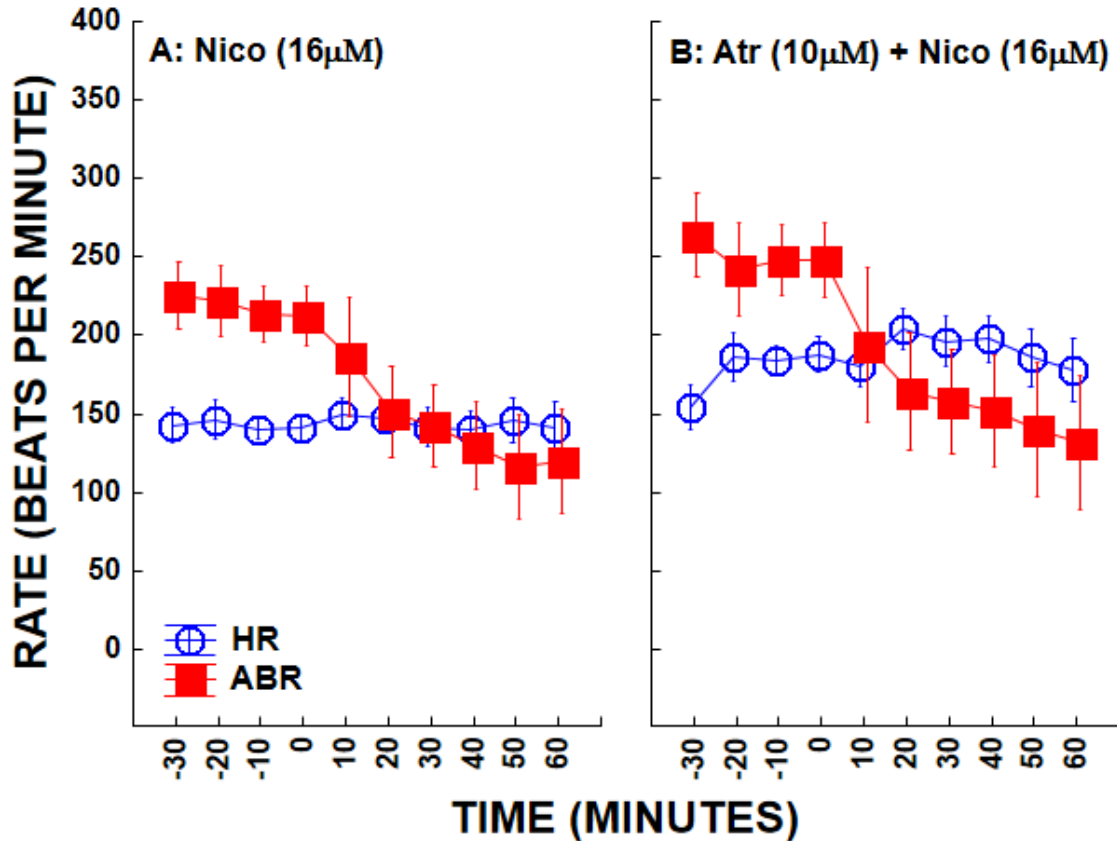 A: Nico (16μM)
B: Atr (10μM) + Nico (16μM)
RATE (BEATS PER MINUTE)
400
350
300
250
200
150
100
50
0
HR
ABR
-30 -20 -10 0 10 20 30 40 50 60
-30 -20 -10 0 10 20 30 40 50 60
TIME (MINUTES)